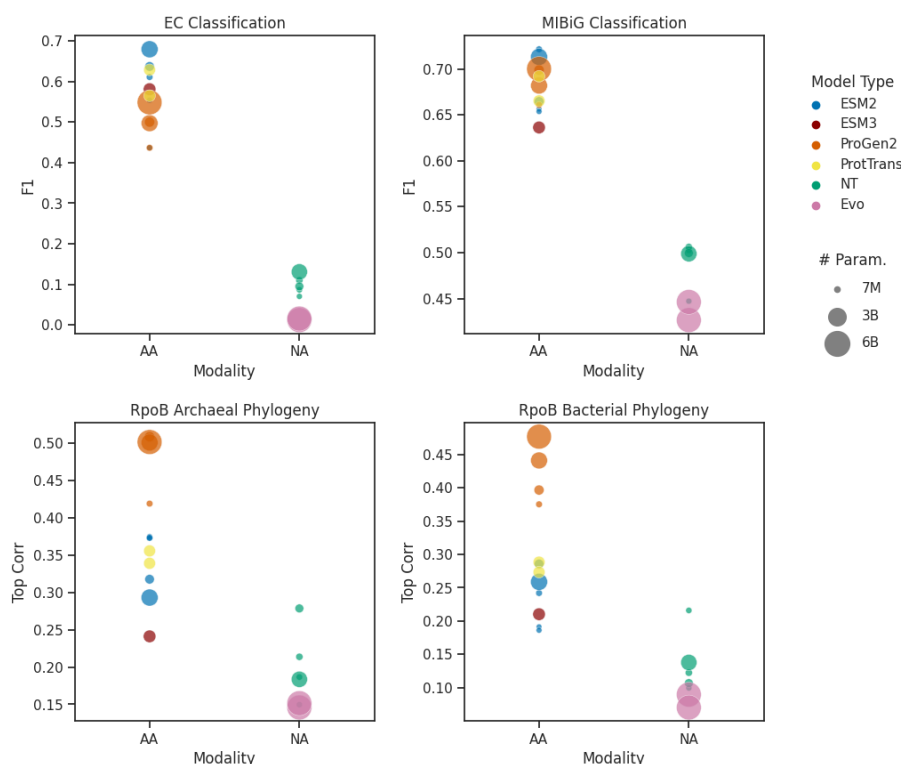 EC Classification
0.7
0.6
0.5
0.4
0.3
0.2
0.1
0.0
F1
AA
NA
Modality
MIBiG Classification
0.70
0.65
0.60
0.55
0.50
0.45
F1
AA
NA
Modality
Model Type
ESM2
ESM3
ProGen2
ProtTrans
NT
Evo
# Param.
7M
3B
6B
RpoB Archaeal Phylogeny
0.50
0.45
0.40
0.35
0.30
0.25
0.20
0.15
Top Corr
AA
NA
Modality
RpoB Bacterial Phylogeny
0.45
0.40
0.35
0.30
0.25
0.20
0.15
0.10
Top Corr
AA
NA
Modality